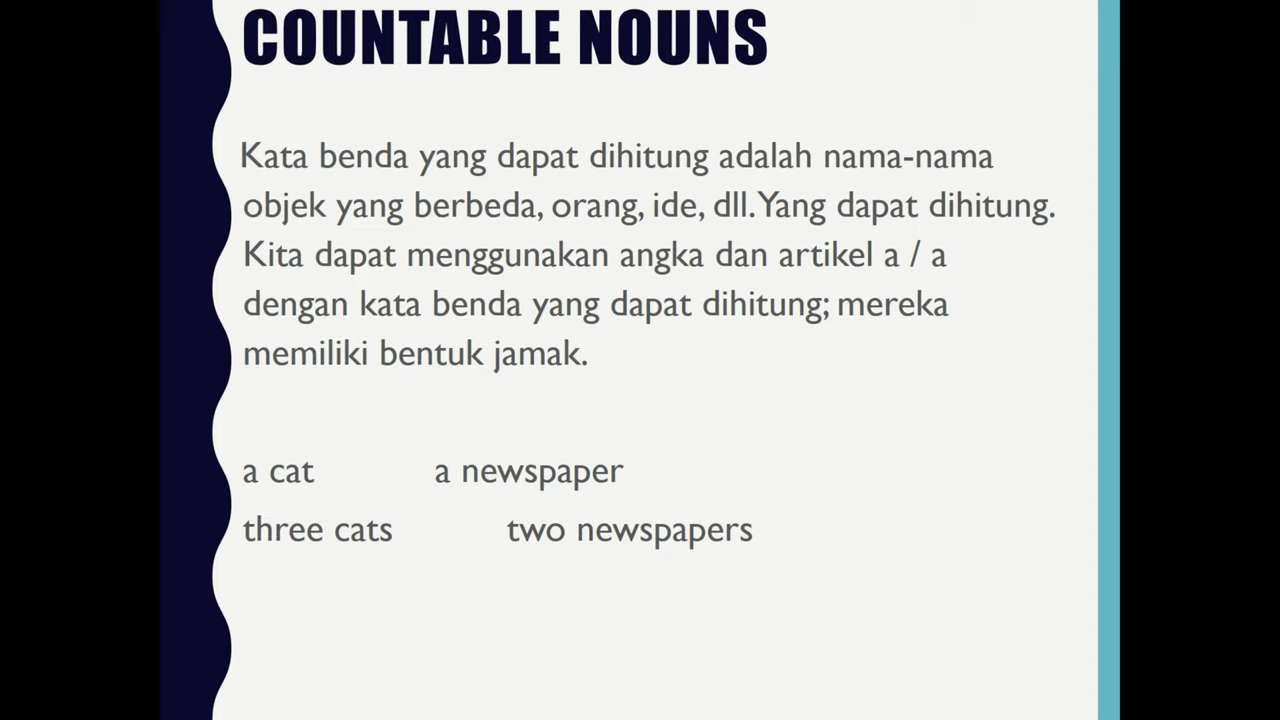 COUNTABLE NOUNS
Kata benda yang dapat dihitung adalah nama-nama
objek yang berbeda, orang, ide, dll. Yang dapat dihitung.
Kita dapat menggunakan angka dan artikel a / a
dengan kata benda yang dapat dihitung; mereka
memiliki bentuk jamak.
a cat a newspaper
three cats two newspapers